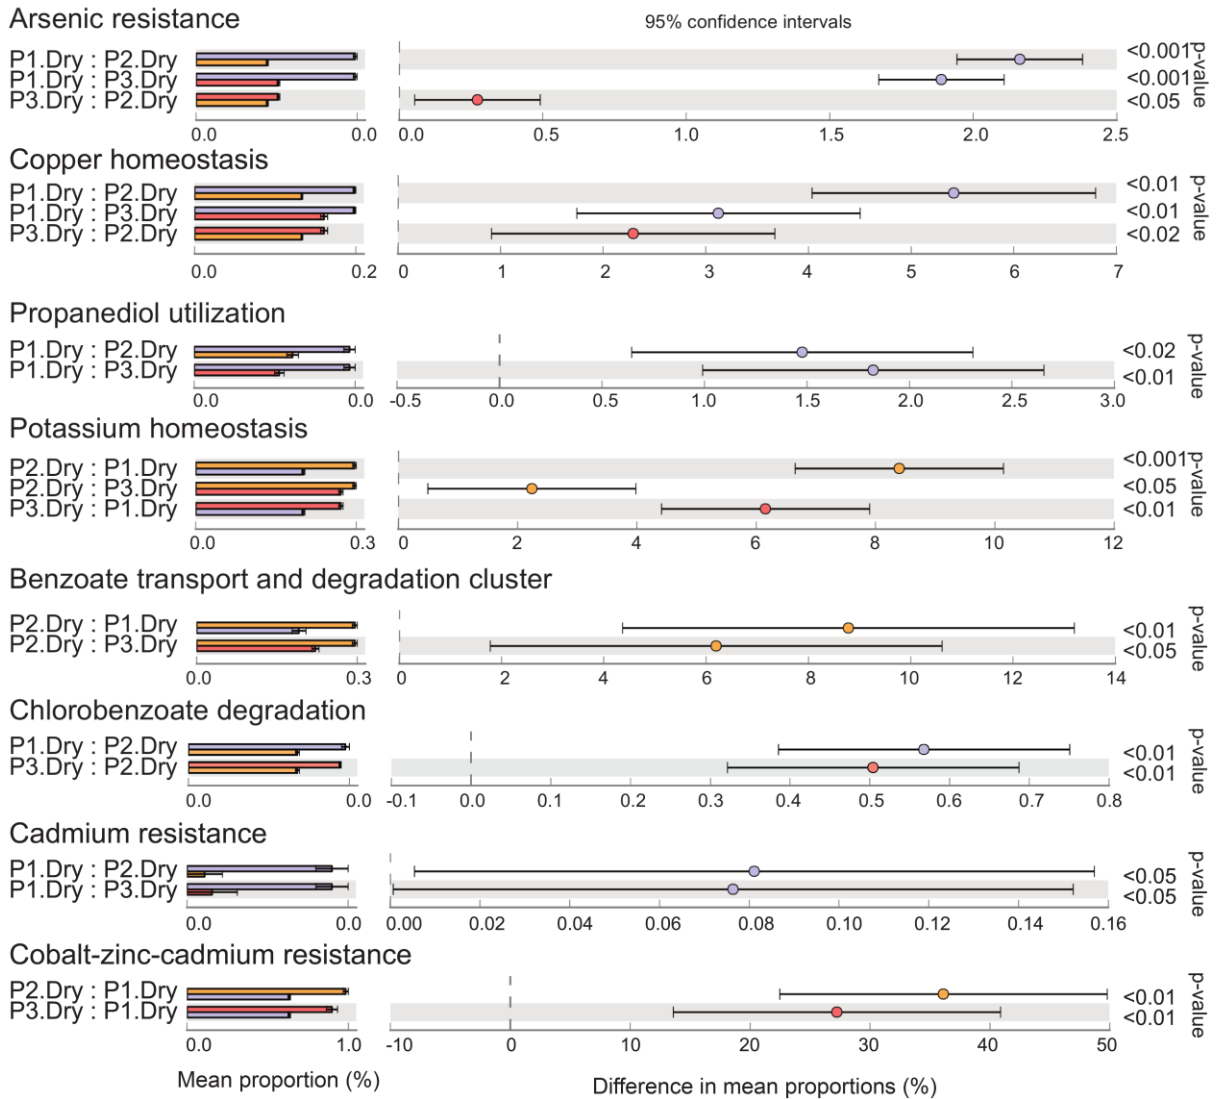 Arsenic resistance
95% confidence intervals
P1.Dry : P2.Dry <0.001
P1.Dry : P3.Dry <0.001
P3.Dry : P2.Dry <0.05
p-value
0.0 0.0 0.0 0.5 1.0 1.5 2.0 2.5
Copper homeostasis
P1.Dry : P2.Dry <0.01
P1.Dry : P3.Dry <0.01
P3.Dry : P2.Dry <0.02
p-value
0.0 0.2 0 1 2 3 4 5 6 7
Propanediol utilization
P1.Dry : P2.Dry <0.02
P1.Dry : P3.Dry <0.01
p-value
0.0 0.0 -0.5 0.0 0.5 1.0 1.5 2.0 2.5 3.0
Potassium homeostasis
P2.Dry : P1.Dry <0.001
P2.Dry : P3.Dry <0.05
P3.Dry : P1.Dry <0.01
p-value
0.0 0.3 0 2 4 6 8 10 12
Benzoate transport and degradation cluster
P2.Dry : P1.Dry <0.01
P2.Dry : P3.Dry <0.05
p-value
0.0 0.3 0 2 4 6 8 10 12 14
Chlorobenzoate degradation
P1.Dry : P2.Dry <0.01
P3.Dry : P2.Dry <0.01
p-value
0.0 0.0 -0.1 0.0 0.1 0.2 0.3 0.4 0.5 0.6 0.7 0.8
Cadmium resistance
P1.Dry : P2.Dry <0.05
P1.Dry : P3.Dry <0.05
p-value
0.0 0.0 0.00 0.02 0.04 0.06 0.08 0.10 0.12 0.14 0.16
Cobalt-zinc-cadmium resistance
P2.Dry : P1.Dry <0.01
P3.Dry : P1.Dry <0.01
p-value
0.0 1.0 -10 0 10 20 30 40 50
Mean proportion (%)
Difference in mean proportions (%)